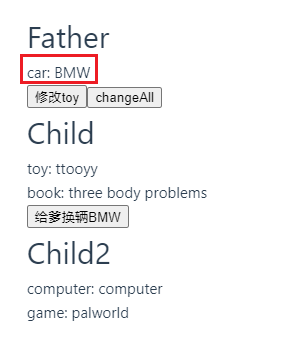 Father
car: BMW
修改toy changeAll
Child
toy: ttooyy
book: three body problems
给爹换辆BMW
Child2
computer: computer
game: palworld